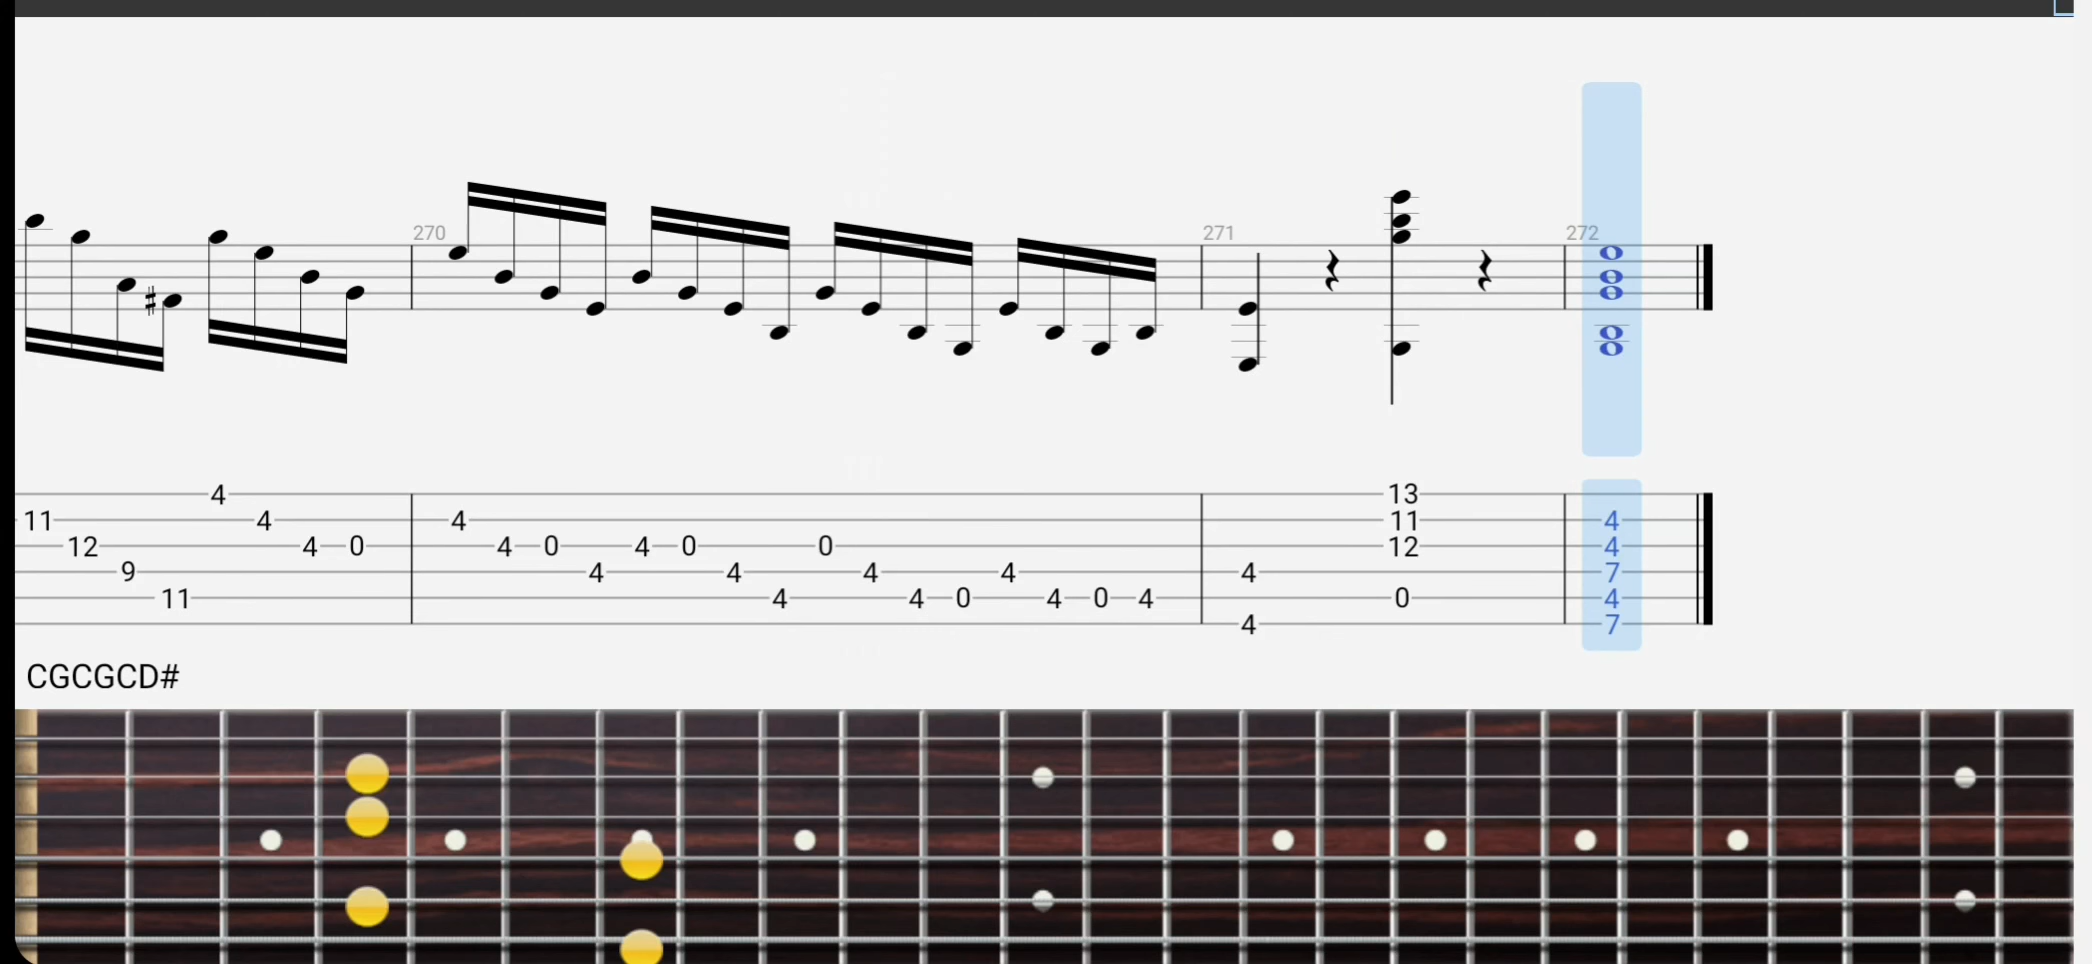 270 271 272
4 13
11 4 4 11 4
12 4 0 4 0 4 0 0 12 4
9 4 4 4 4 4 7
11 4 4 0 4 0 4 0 4
4 7
CGCGCD#